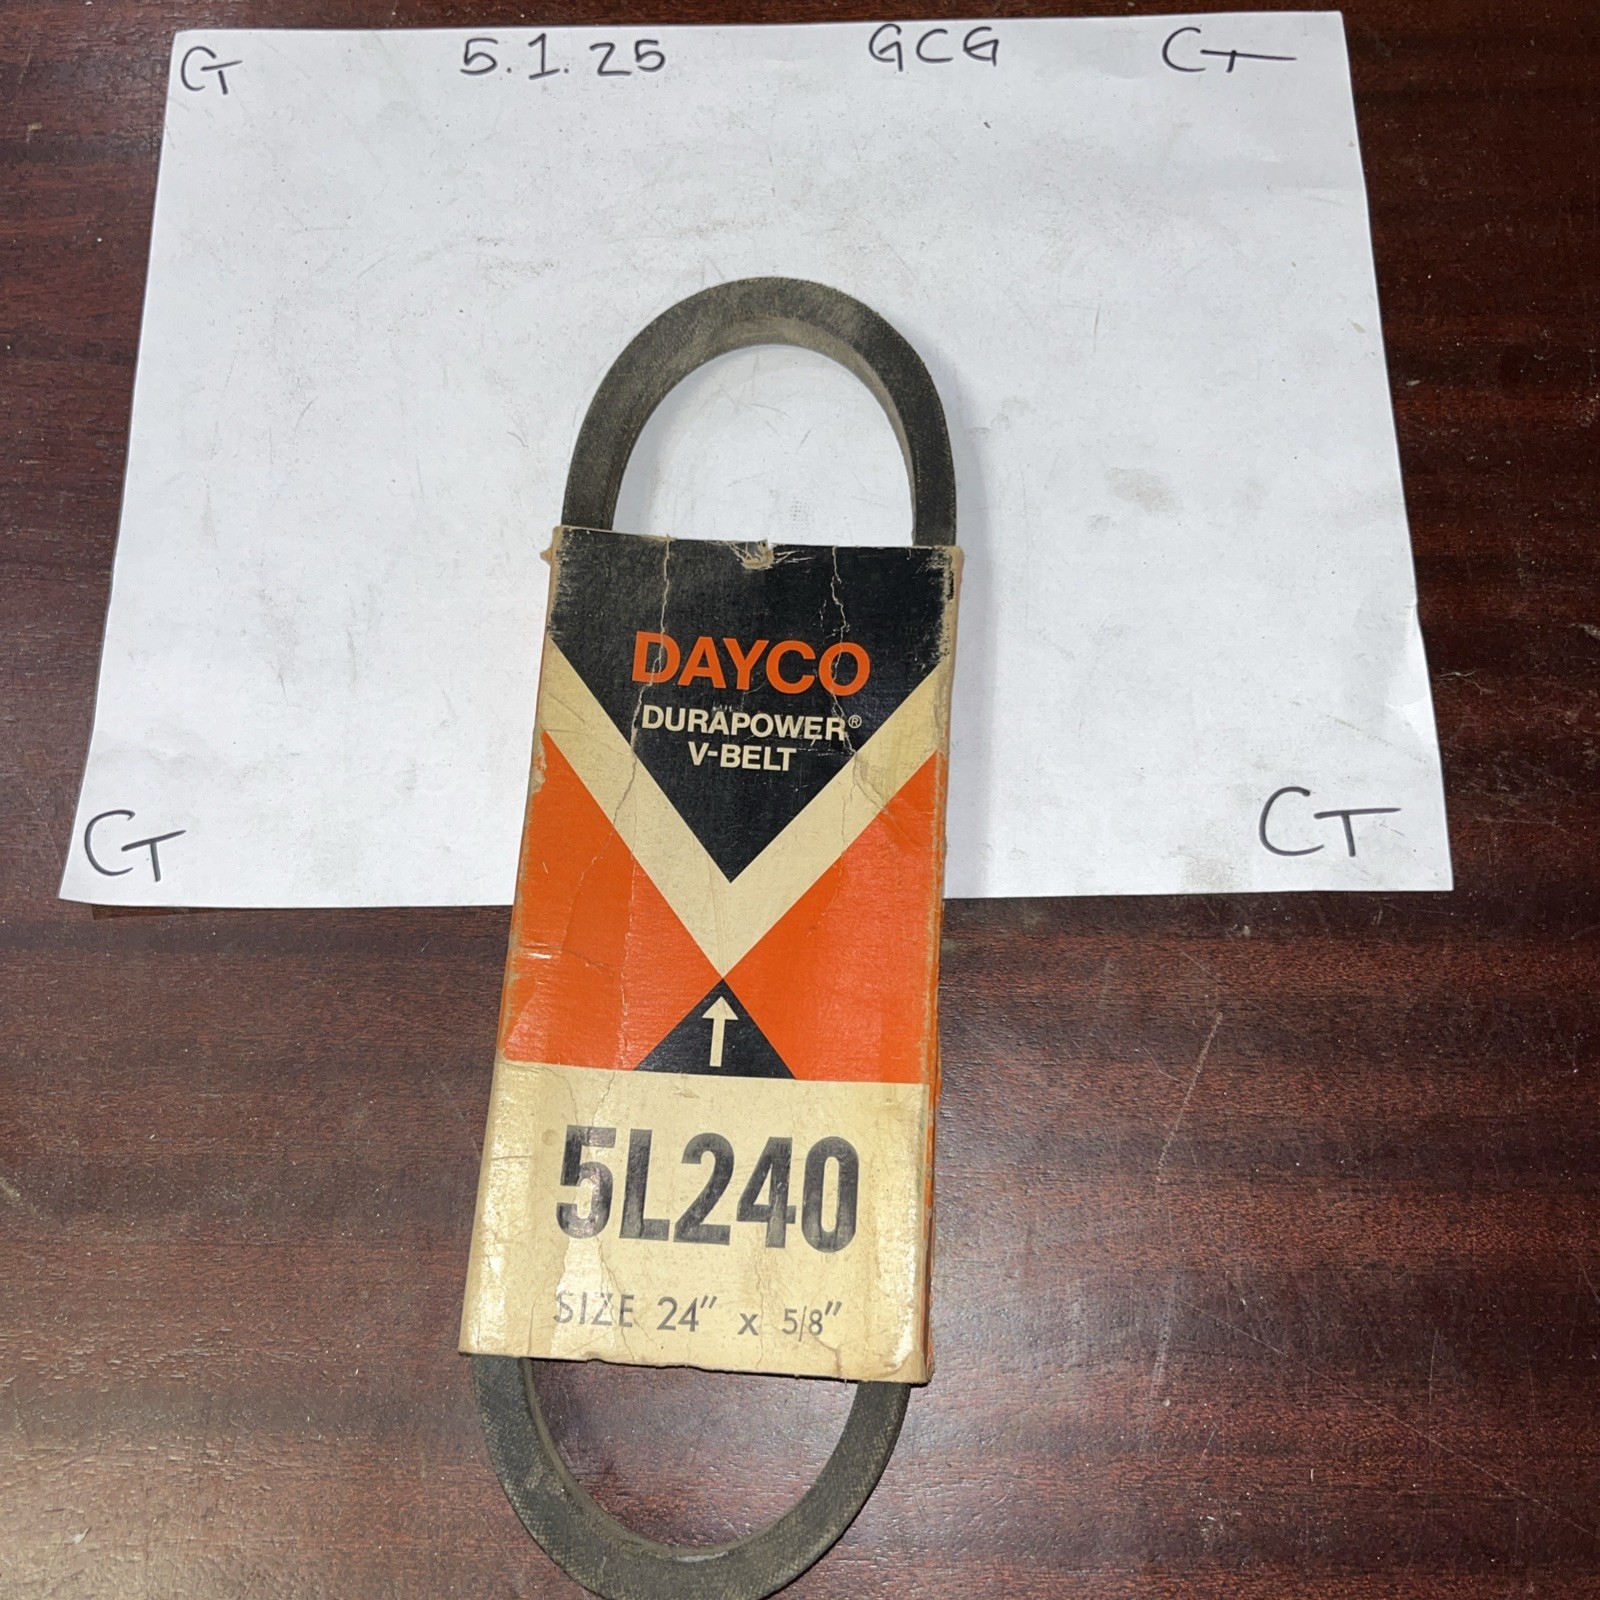 CT 5.1.25 GCG CT
DAYCO
DURAPOWER®
V-BELT
CT CT
5L240
SIZE 24" x 5/8"